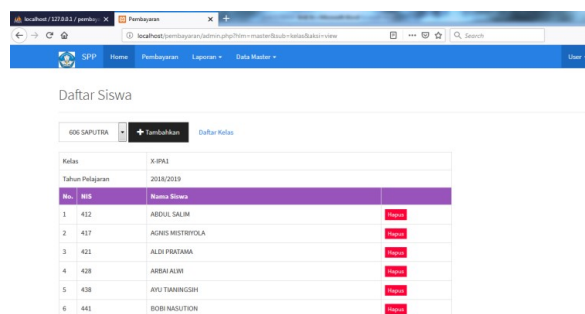 localhost / 127.0.0.1 / pembay
Pembayaran
localhost/pembayaran/admin.php?hlm=master&sub=kelas&aksi=view
Search
SPP Home Pembayaran Laporan Data Master User
Daftar Siswa
606 SAPUTRA Tambahkan Daftar Kelas
Kelas X-IPA1
Tahun Pelajaran 2018/2019
No. NIS Nama Siswa
1 412 ABDUL SALIM Hapus
2 417 AGNIS MISTRIYOLA Hapus
3 421 ALDI PRATAMA Hapus
4 428 ARBAI ALWI Hapus
5 438 AYU TIANINGSIH Hapus
6 441 BOBI NASUTION Hapus